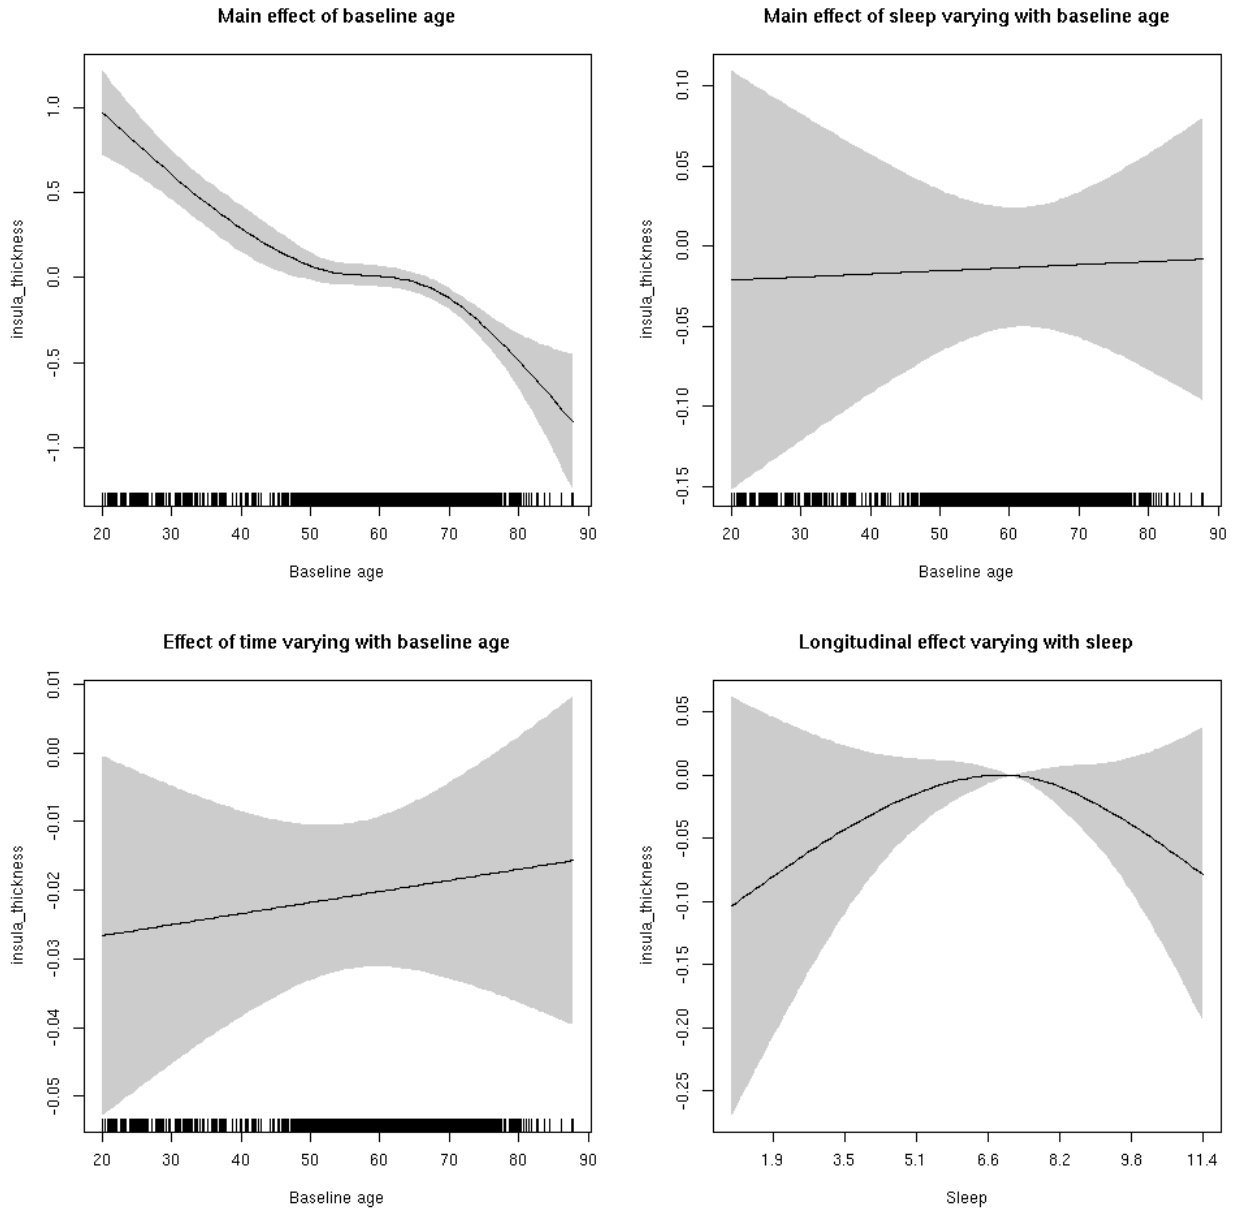 Main effect of baseline age
insula_thickness
1.0
0.5
0.0
-0.5
-1.0
20 30 40 50 60 70 80 90
Baseline age
Main effect of sleep varying with baseline age
insula_thickness
0.10
0.05
0.00
-0.05
-0.10
-0.15
20 30 40 50 60 70 80 90
Baseline age
Effect of time varying with baseline age
insula_thickness
0.01
0.00
-0.01
-0.02
-0.03
-0.04
-0.05
20 30 40 50 60 70 80 90
Baseline age
Longitudinal effect varying with sleep
insula_thickness
0.05
0.00
-0.05
-0.10
-0.15
-0.20
-0.25
1.9 3.5 5.1 6.6 8.2 9.8 11.4
Sleep